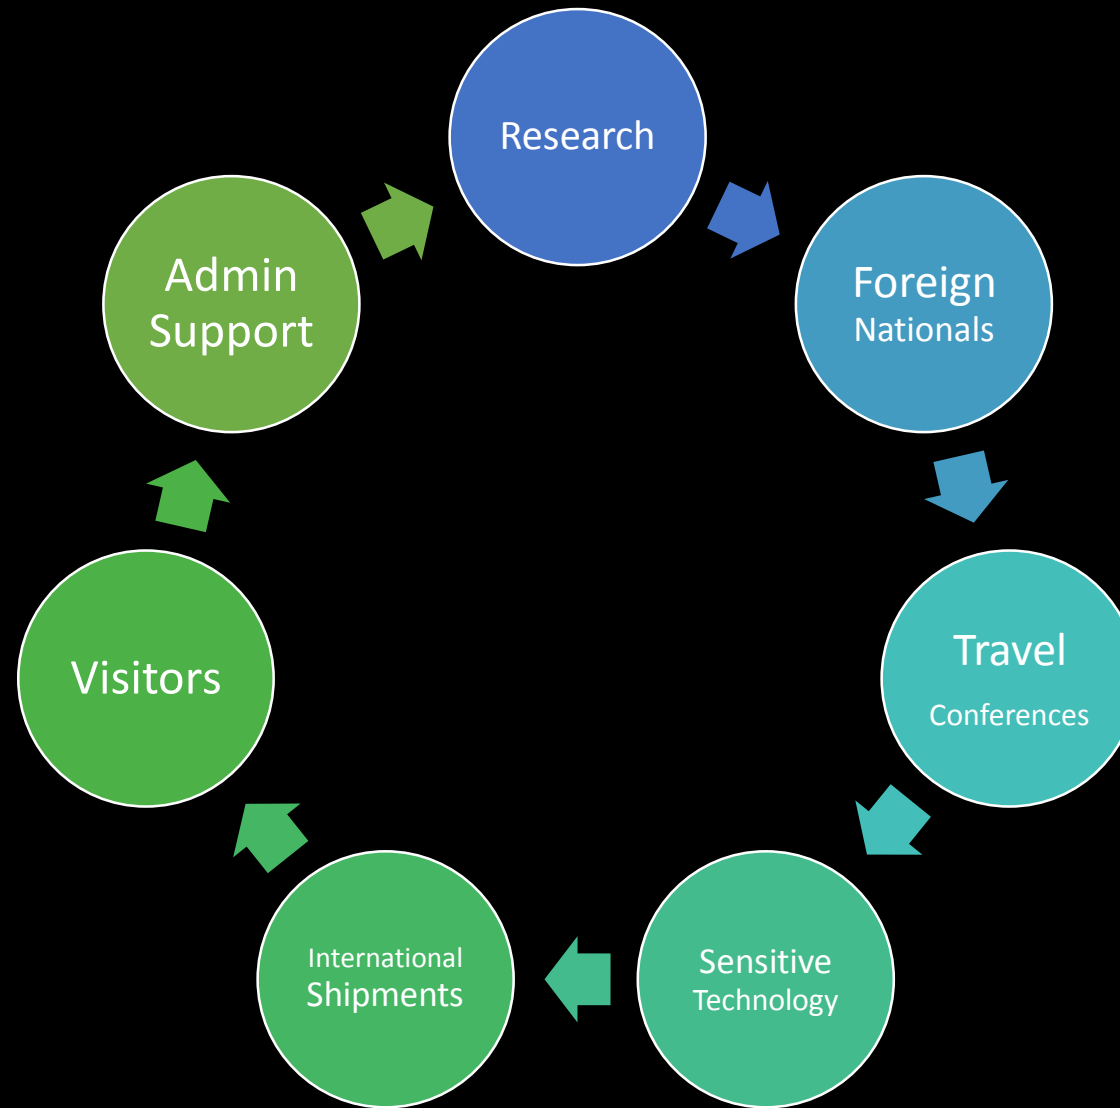 Research
Foreign
Nationals
Travel
Conferences
Sensitive
Technology
International
Shipments
Visitors
Admin
Support